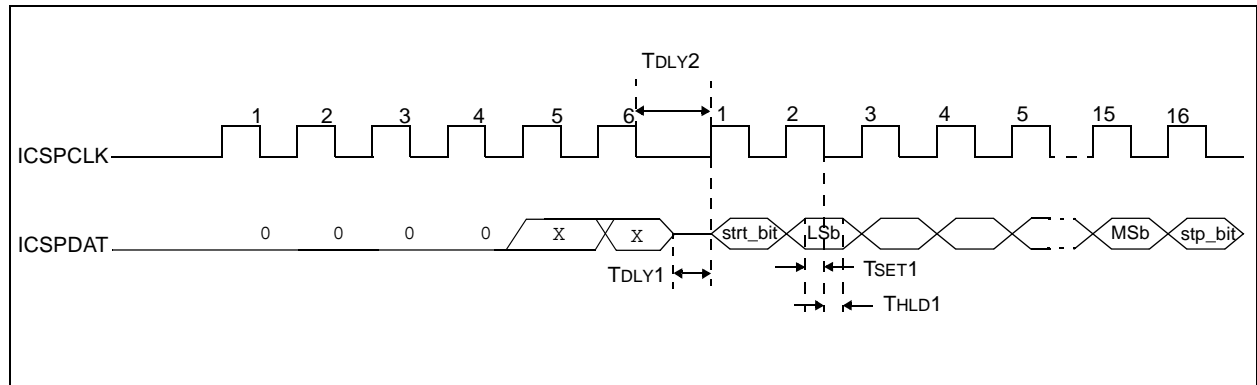 TDLY2
1 2 3 4 5 6 1 2 3 4 5 15 16
ICSPCLK
ICSPDAT
0 0 0 0 X X strt_bit LSb MSb stp_bit
TDLY1
TSET1
THLD1